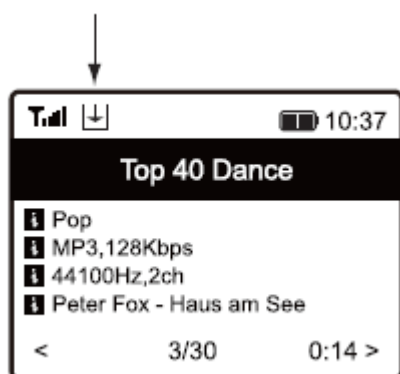 10:37
Top 40 Dance
i Pop
i MP3,128Kbps
i 44100Hz,2ch
i Peter Fox - Haus am See
< 3/30 0:14 >